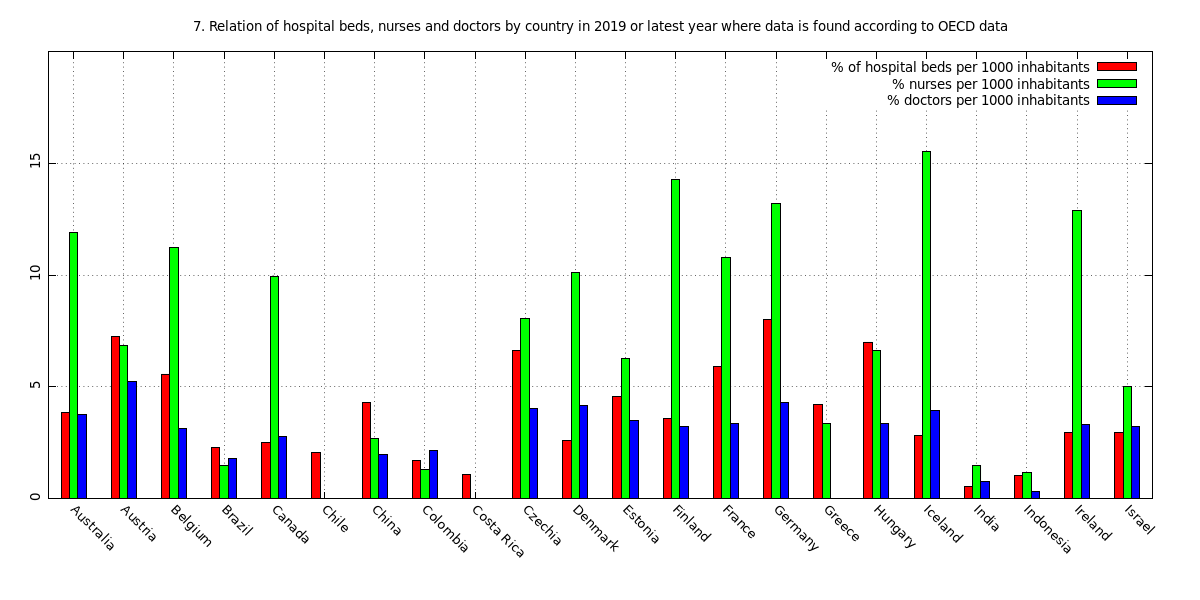 7. Relation of hospital beds, nurses and doctors by country in 2019 or latest year where data is found according to OECD data
% of hospital beds per 1000 inhabitants
% nurses per 1000 inhabitants
% doctors per 1000 inhabitants
15
10
5
0
Australia
Austria
Belgium
Brazil
Canada
Chile
China
Colombia
Costa Rica
Czechia
Denmark
Estonia
Finland
France
Germany
Greece
Hungary
Iceland
India
Indonesia
Ireland
Israel